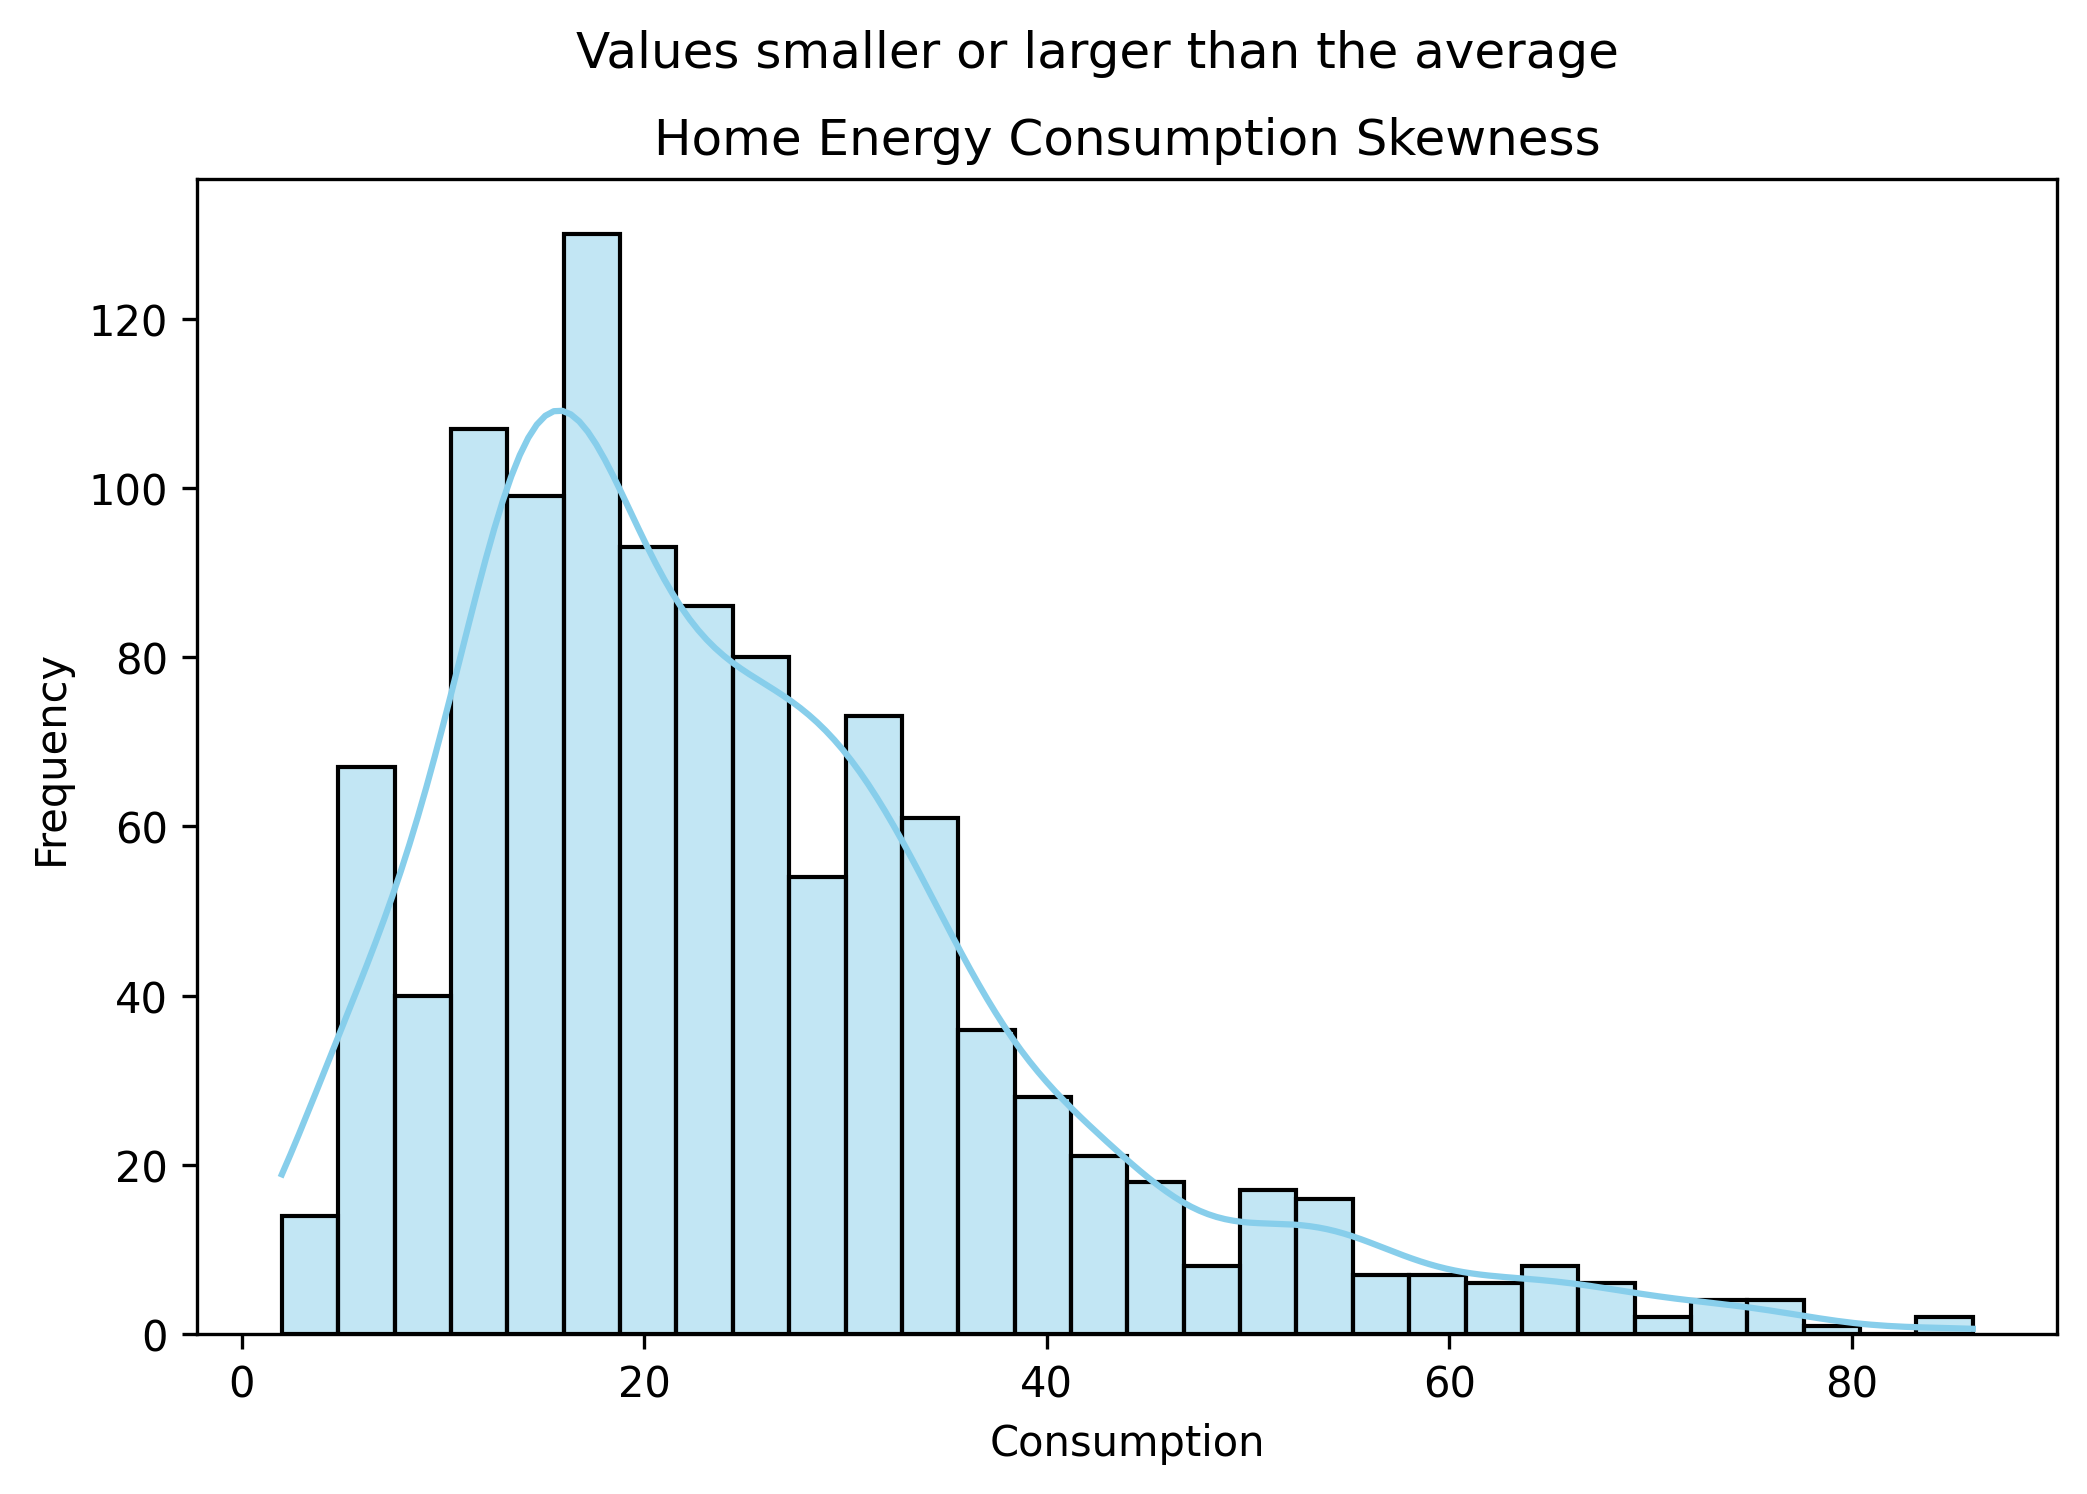 Values smaller or larger than the average
Home Energy Consumption Skewness
120
100
80
60
40
20
0
Frequency
0 20 40 60 80
Consumption